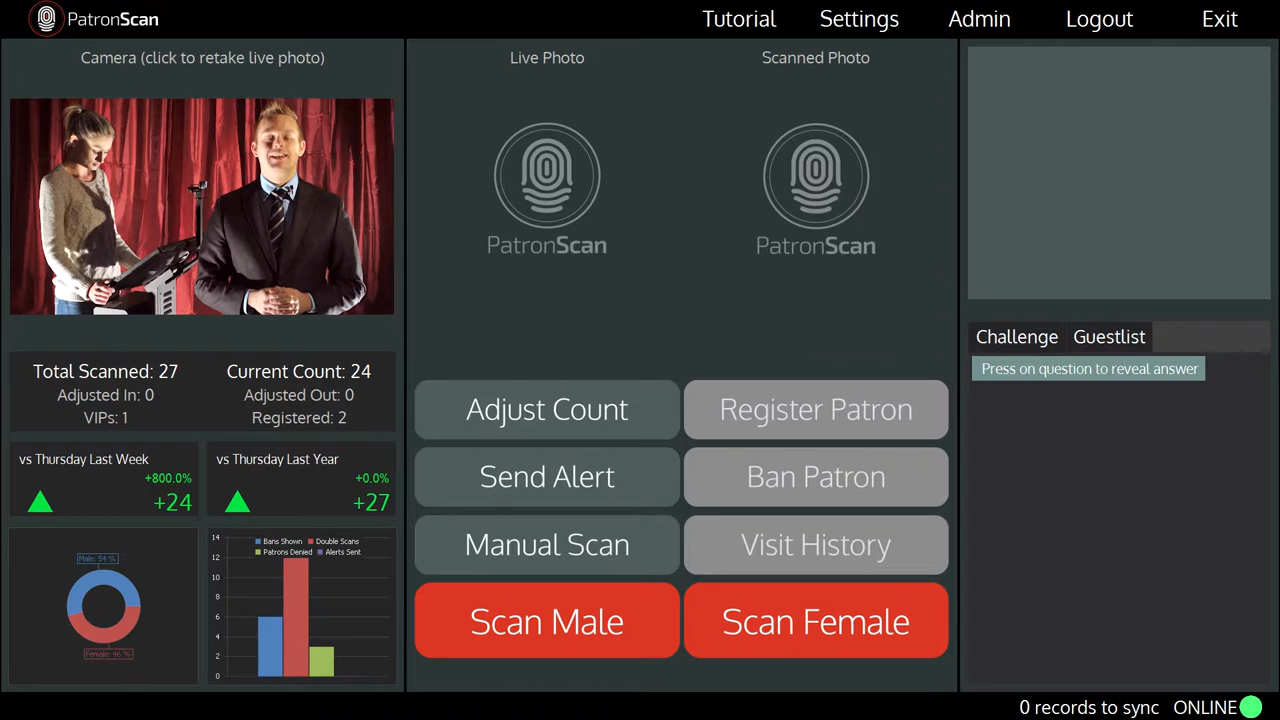 PatronScan
Tutorial Settings Admin Logout Exit
Camera (click to retake live photo)
Live Photo
Scanned Photo
PatronScan
PatronScan
Total Scanned: 27
Adjusted In: 0
VIPs: 1
Current Count: 24
Adjusted Out: 0
Registered: 2
vs Thursday Last Week
+800.0%
+24
vs Thursday Last Year
+0.0%
+27
Male: 54 %
Female: 46 %
14
12
10
8
6
4
2
0
Bans Shown Double Scans
Patrons Denied Alerts Sent
Adjust Count
Register Patron
Send Alert
Ban Patron
Manual Scan
Visit History
Scan Male
Scan Female
Challenge Guestlist
Press on question to reveal answer
0 records to sync ONLINE